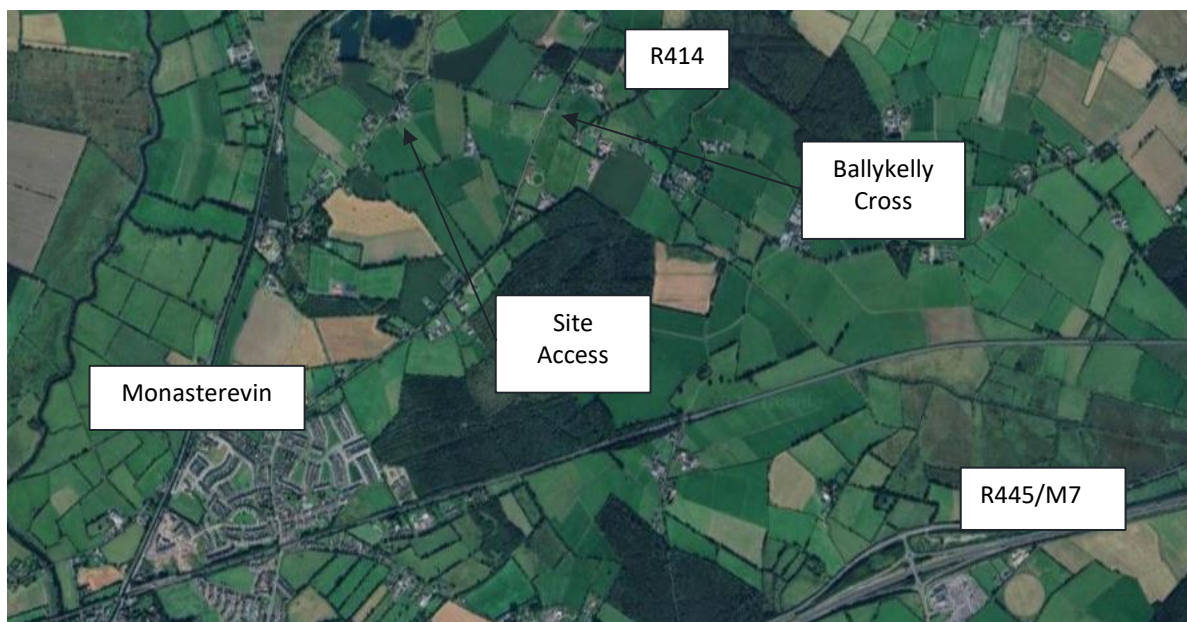 R414
Ballykelly
Cross
Site
Access
Monasterevin
R445/M7